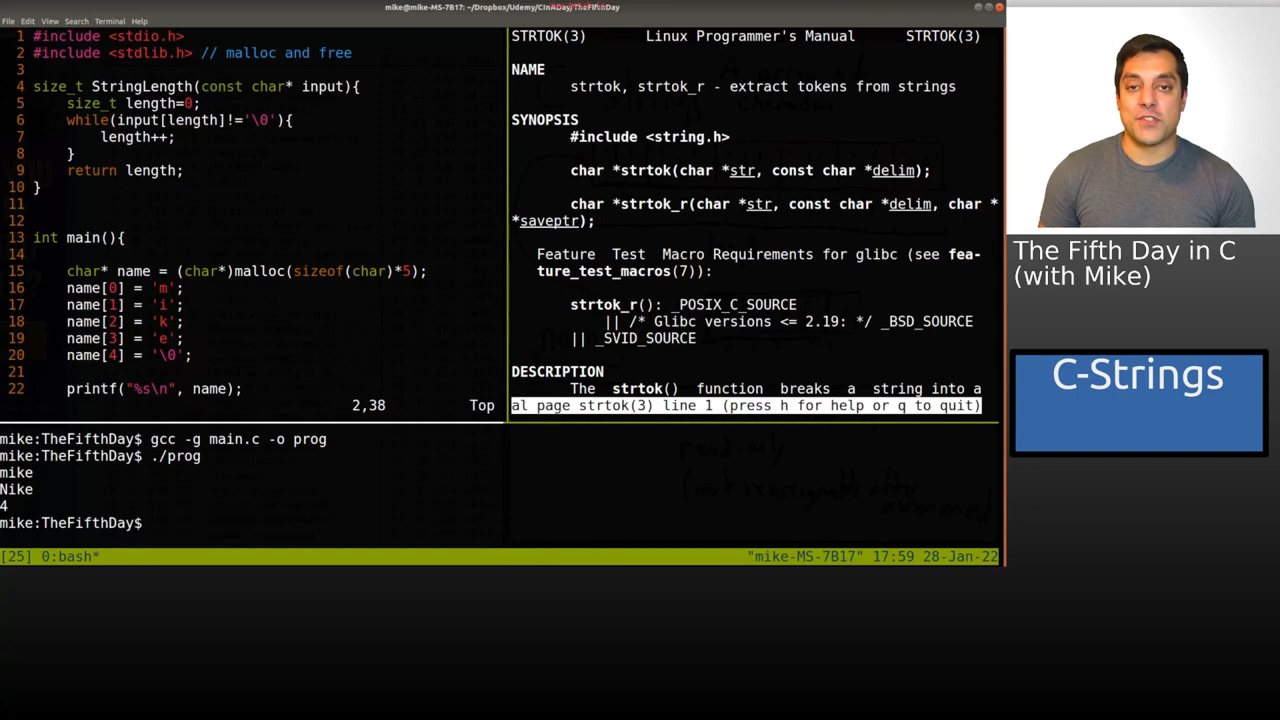 mike@mike-MS-7B17: ~/Dropbox/Udemy/CInADay/TheFifthDay
File Edit View Search Terminal Help
1 #include <stdio.h>
2 #include <stdlib.h> // malloc and free
3
4 size_t StringLength(const char* input){
5 size_t length=0;
6 while(input[length]!='\0'){
7 length++;
8 }
9 return length;
10 }
11
12
13 int main(){
14
15 char* name = (char*)malloc(sizeof(char)*5);
16 name[0] = 'm';
17 name[1] = 'i';
18 name[2] = 'k';
19 name[3] = 'e';
20 name[4] = '\0';
21
22 printf("%s\n", name);
2,38 Top
STRTOK(3) Linux Programmer's Manual STRTOK(3)
NAME
strtok, strtok_r - extract tokens from strings
SYNOPSIS
#include <string.h>
char *strtok(char *str, const char *delim);
char *strtok_r(char *str, const char *delim, char *
*saveptr);
Feature Test Macro Requirements for glibc (see fea-
ture_test_macros(7)):
strtok_r(): _POSIX_C_SOURCE
|| /* Glibc versions <= 2.19: */ _BSD_SOURCE
|| _SVID_SOURCE
DESCRIPTION
The strtok() function breaks a string into a
al page strtok(3) line 1 (press h for help or q to quit)
mike:TheFifthDay$ gcc -g main.c -o prog
mike:TheFifthDay$ ./prog
mike
Nike
4
mike:TheFifthDay$
[25] 0:bash* "mike-MS-7B17" 17:59 28-Jan-22
The Fifth Day in C
(with Mike)
C-Strings